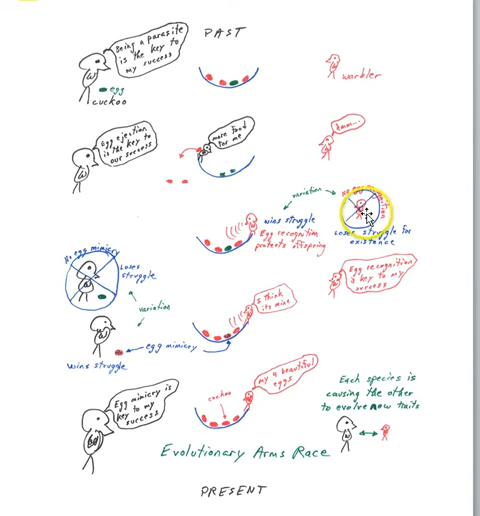 PAST
Being a parasite
is the key to
my success
egg
cuckoo
warbler
Egg ejection
is the key to
our success
more food
for me
hmm...
variation
No egg
recognition
wins struggle
Egg recognition
protects offspring
Loses struggle for
existence
No egg mimicry
Loses
struggle
variation
Egg recognition
is key to my
success
I think
its mine
egg mimicry
wins struggle
Egg mimicry is
key to my
success
cuckoo
my 4 beautiful
eggs
Each species is
causing the other
to evolve new traits
Evolutionary Arms Race
PRESENT